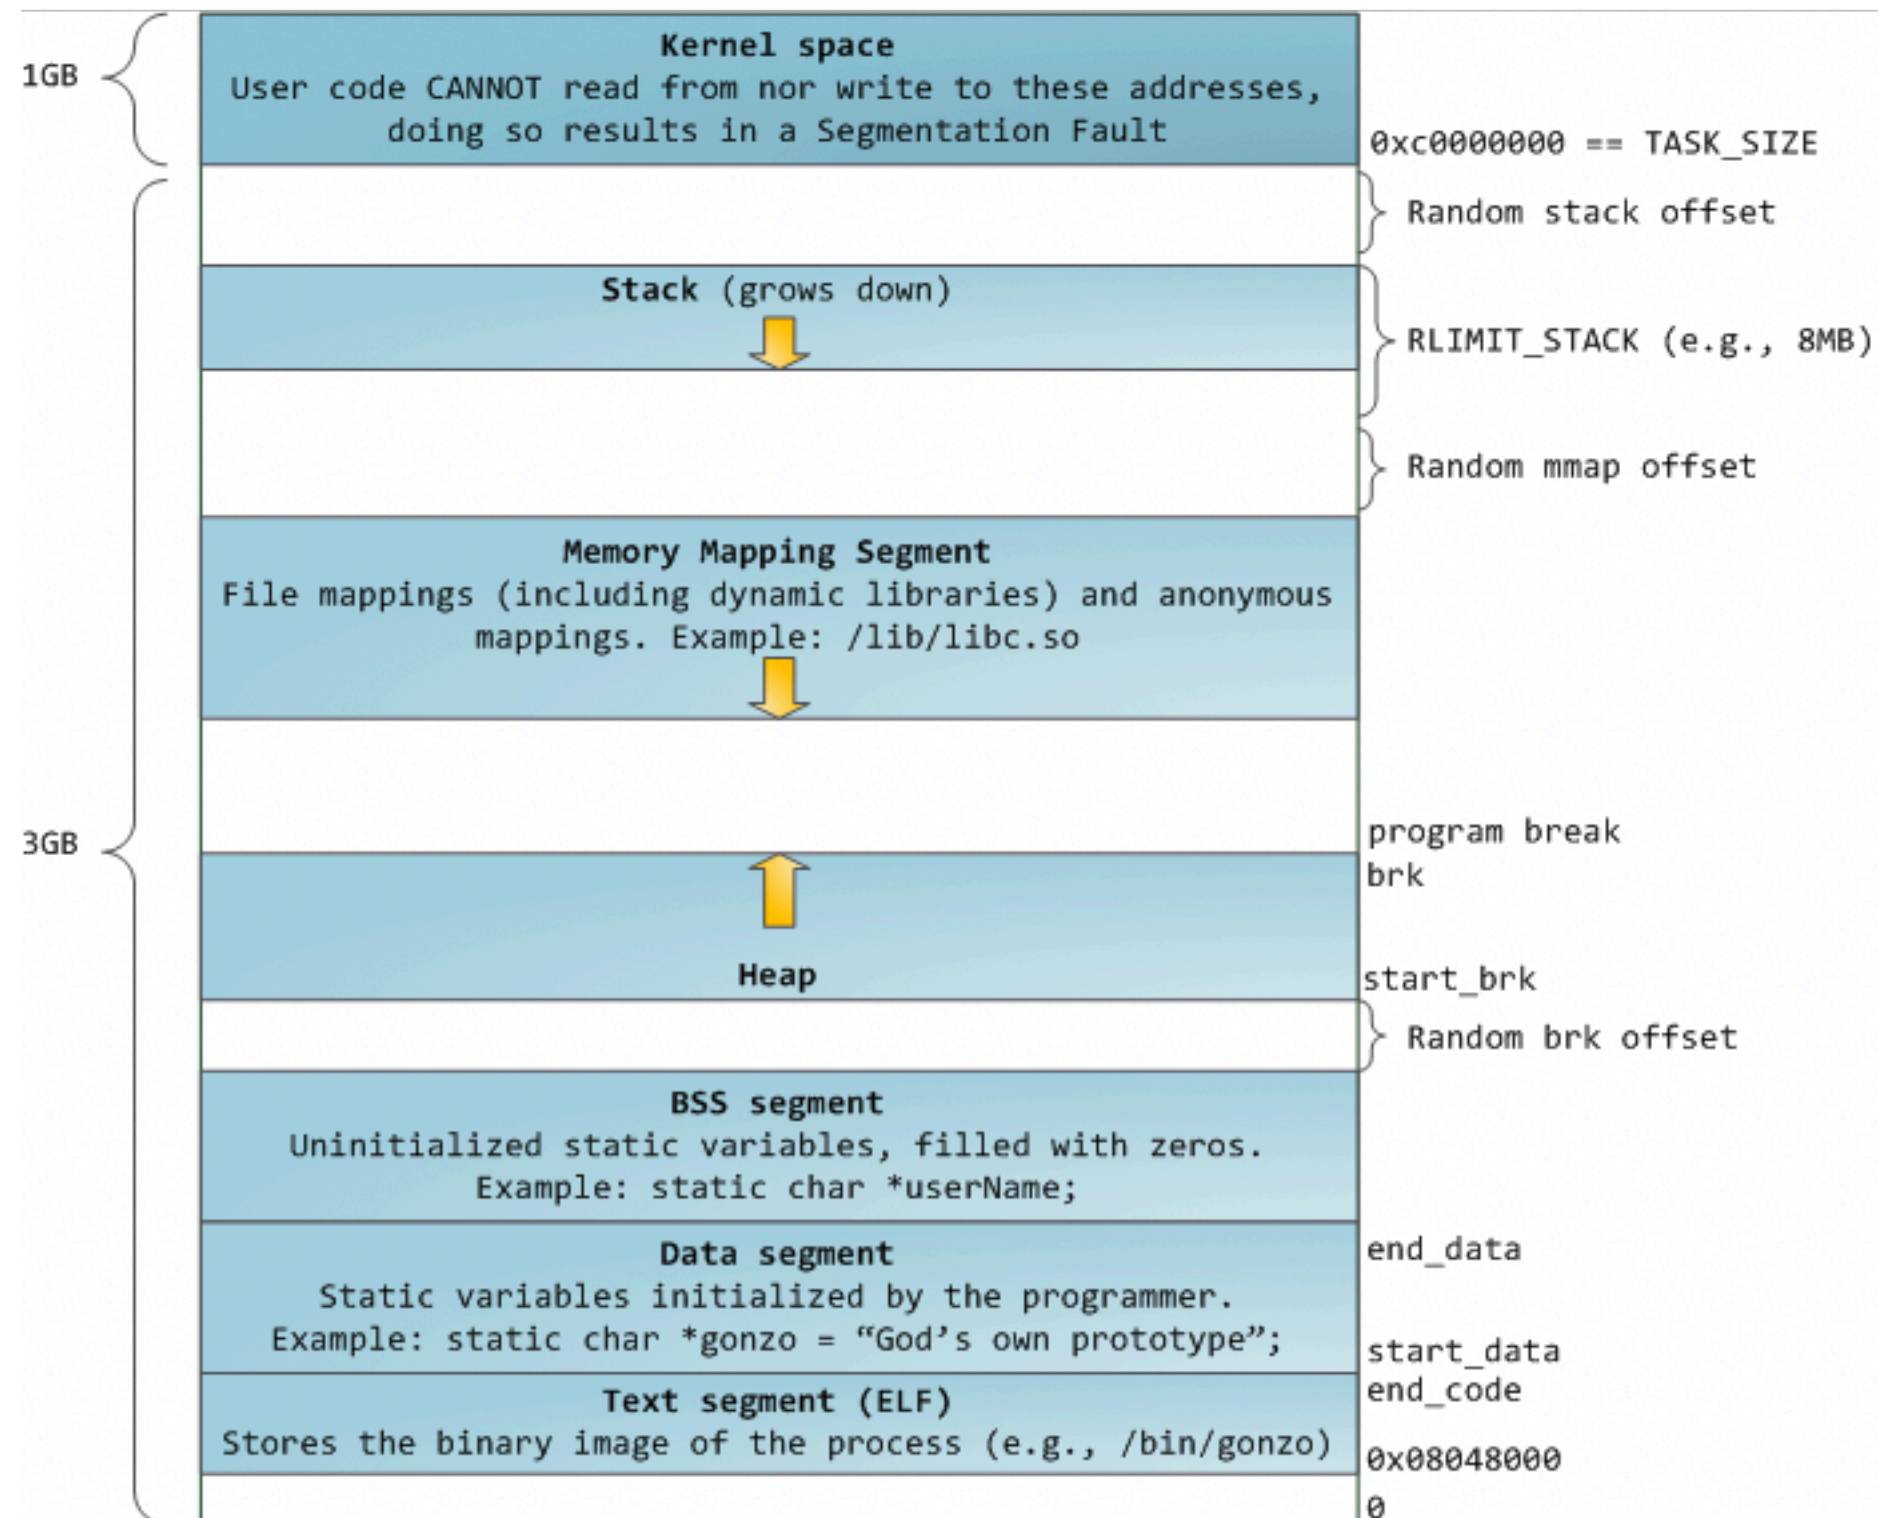 1GB
Kernel space
User code CANNOT read from nor write to these addresses,
doing so results in a Segmentation Fault
0xc0000000 == TASK_SIZE
Random stack offset
Stack (grows down)
RLIMIT_STACK (e.g., 8MB)
Random mmap offset
Memory Mapping Segment
File mappings (including dynamic libraries) and anonymous
mappings. Example: /lib/libc.so
3GB
program break
brk
Heap
start_brk
Random brk offset
BSS segment
Uninitialized static variables, filled with zeros.
Example: static char *userName;
Data segment
end_data
Static variables initialized by the programmer.
Example: static char *gonzo = “God’s own prototype”;
start_data
end_code
Text segment (ELF)
Stores the binary image of the process (e.g., /bin/gonzo)
0x08048000
0